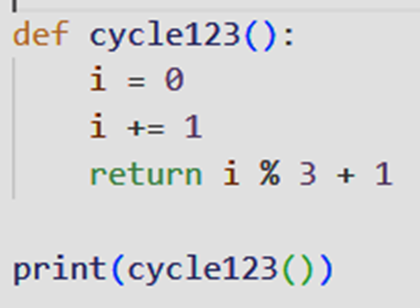 def cycle123():
    i = 0
    i += 1
    return i % 3 + 1

print(cycle123())